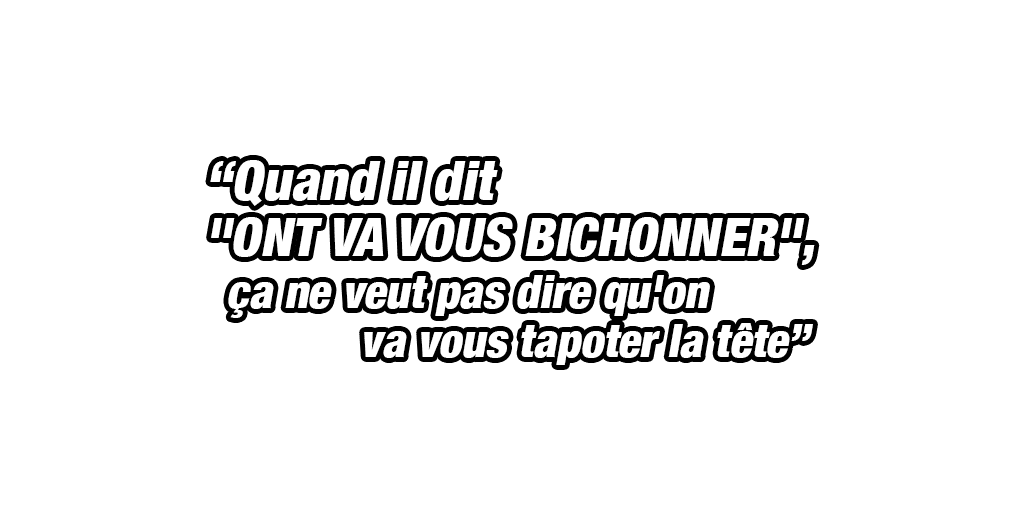 “Quand il dit
"ONT VA VOUS BICHONNER",
ça ne veut pas dire qu'on
va vous tapoter la tête”